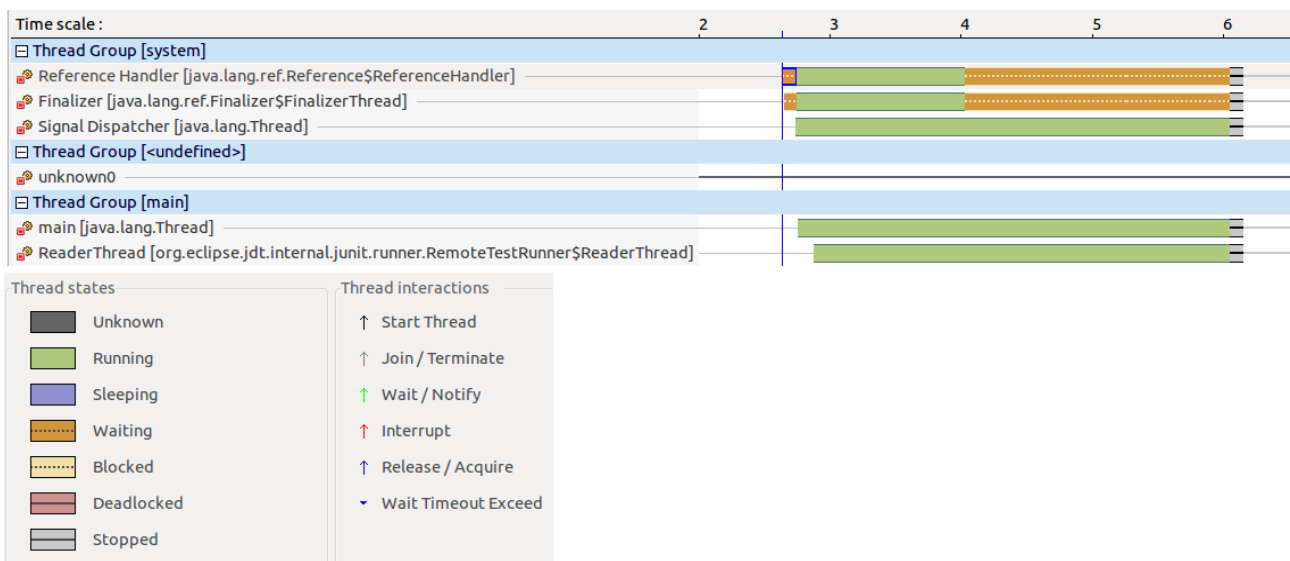 Time scale : 2 3 4 5 6
Thread Group [system]
Reference Handler [java.lang.ref.Reference$ReferenceHandler]
Finalizer [java.lang.ref.Finalizer$FinalizerThread]
Signal Dispatcher [java.lang.Thread]
Thread Group [<undefined>]
unknown0
Thread Group [main]
main [java.lang.Thread]
ReaderThread [org.eclipse.jdt.internal.junit.runner.RemoteTestRunner$ReaderThread]
Thread states Thread interactions
Unknown Start Thread
Running Join / Terminate
Sleeping Wait / Notify
Waiting Interrupt
Blocked Release / Acquire
Deadlocked Wait Timeout Exceed
Stopped